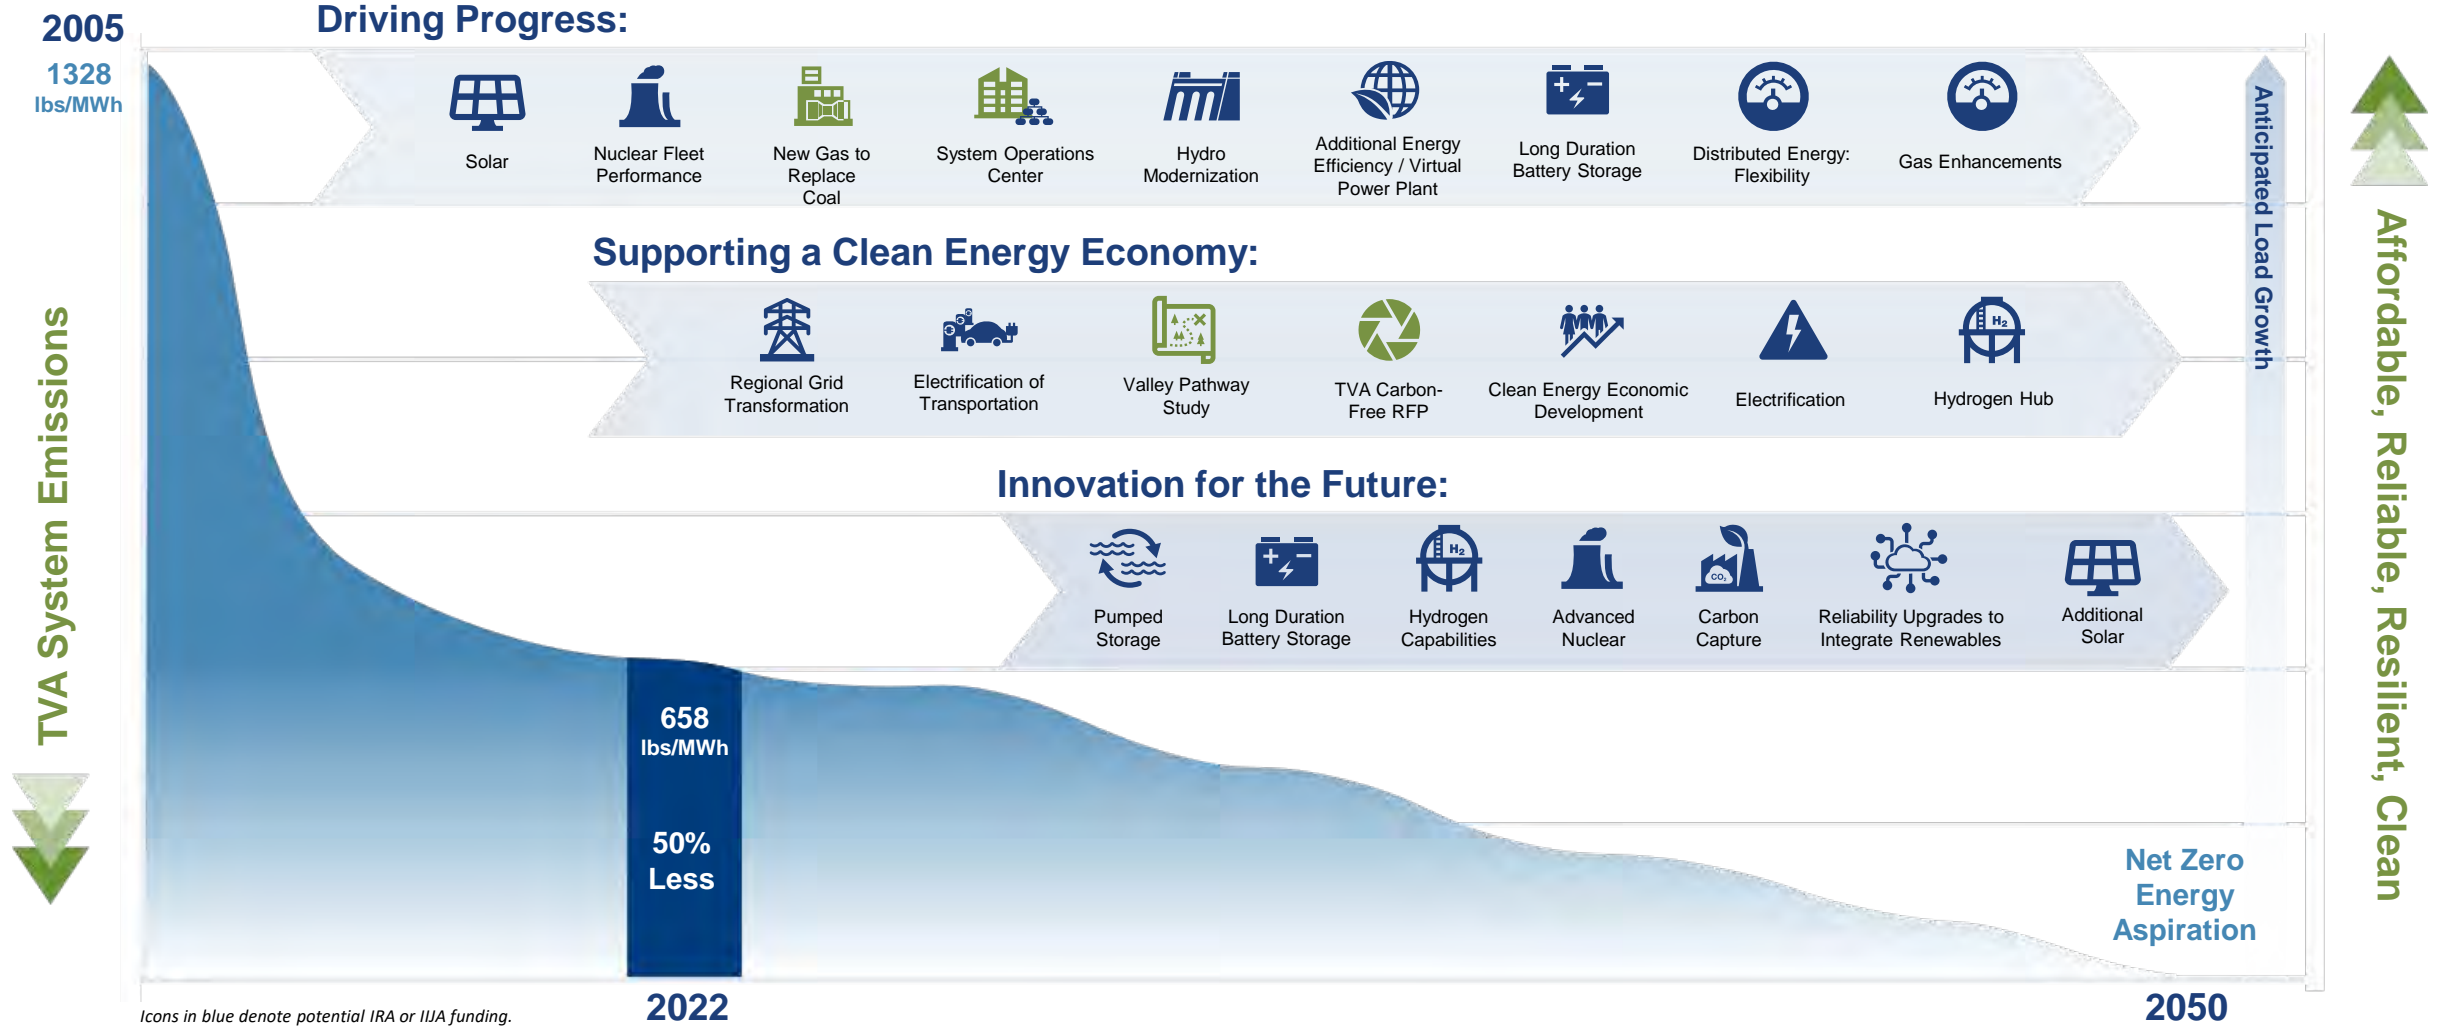 2005
1328
lbs/MWh
Driving Progress:
Solar
Nuclear Fleet
Performance
New Gas to
Replace
Coal
System Operations
Center
Hydro
Modernization
Additional Energy
Efficiency / Virtual
Power Plant
Long Duration
Battery Storage
Distributed Energy:
Flexibility
Gas Enhancements
Supporting a Clean Energy Economy:
Regional Grid
Transformation
Electrification of
Transportation
Valley Pathway
Study
TVA Carbon-
Free RFP
Clean Energy Economic
Development
Electrification
H₂
Hydrogen Hub
Innovation for the Future:
Pumped
Storage
Long Duration
Battery Storage
H₂
Hydrogen
Capabilities
Advanced
Nuclear
CO₂
Carbon
Capture
Reliability Upgrades to
Integrate Renewables
Additional
Solar
TVA System Emissions
658
lbs/MWh
50%
Less
Net Zero
Energy
Aspiration
Anticipated Load Growth
Affordable, Reliable, Resilient, Clean
2022
2050
Icons in blue denote potential IRA or IIJA funding.